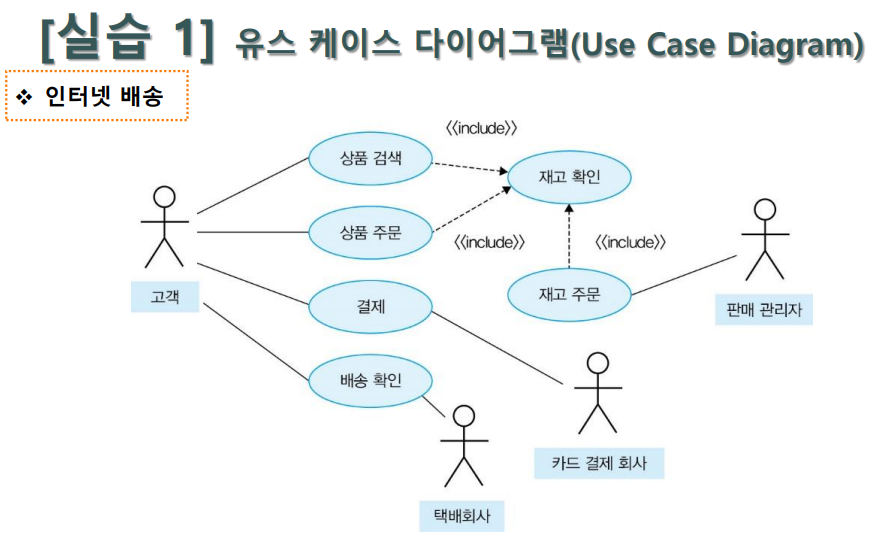 [실습 1] 유스 케이스 다이어그램(Use Case Diagram)
❖ 인터넷 배송
<<include>>
상품 검색
재고 확인
상품 주문
<<include>>
<<include>>
고객
결제
재고 주문
판매 관리자
배송 확인
카드 결제 회사
택배회사